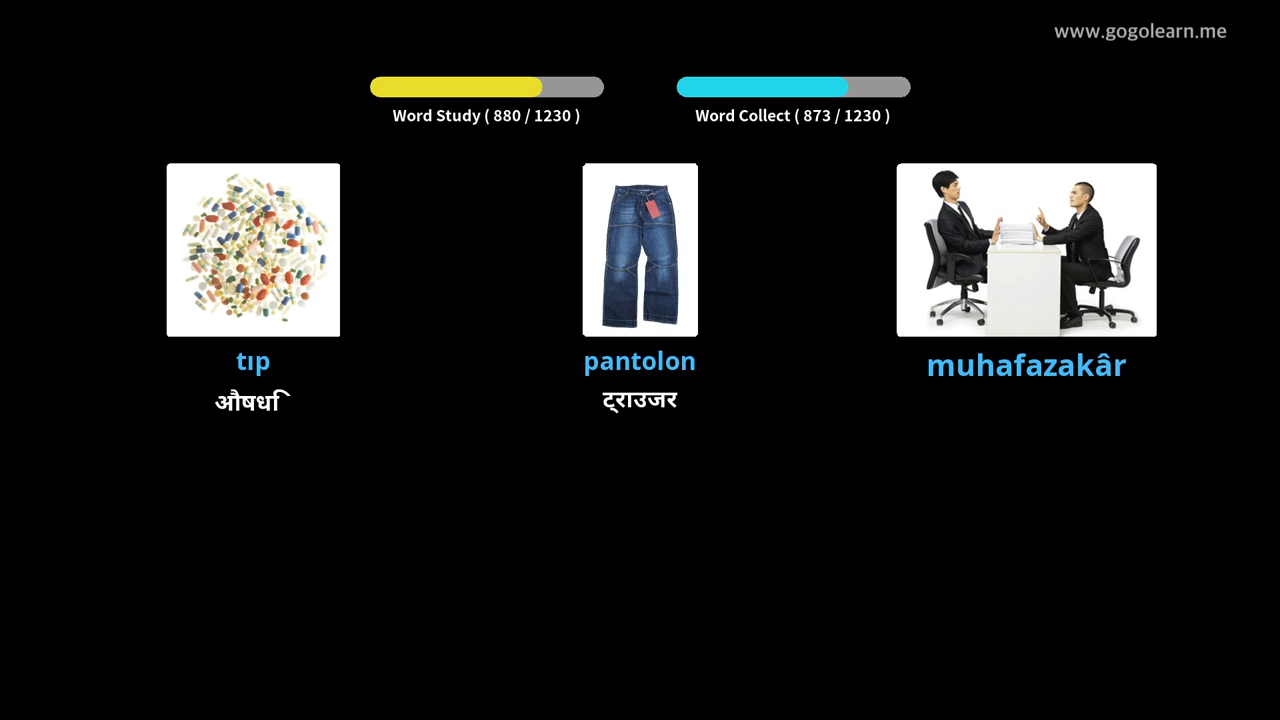 www.gogolearn.me
Word Study ( 880 / 1230 )
Word Collect ( 873 / 1230 )
tıp
pantolon
muhafazakâr
औषधि
ट्राउजर